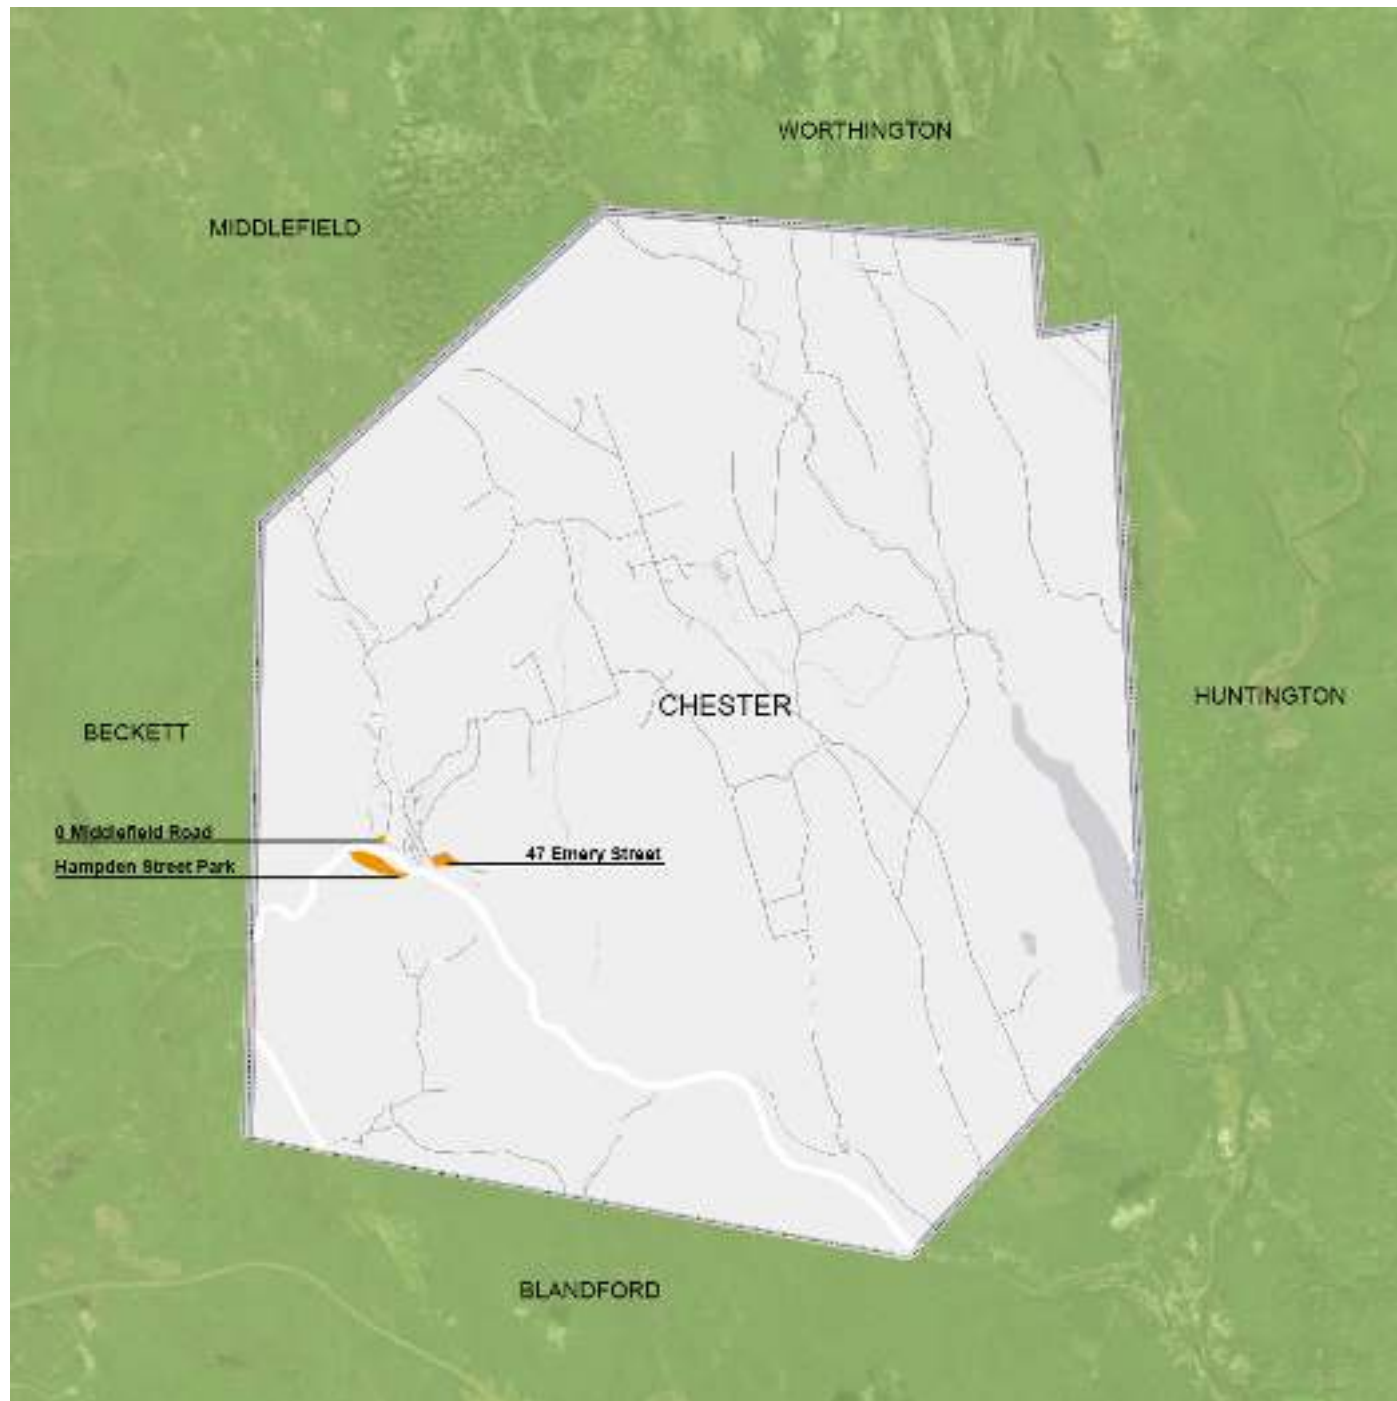 WORTHINGTON
MIDDLEFIELD
CHESTER
HUNTINGTON
BECKETT
0 Middlefield Road
47 Emery Street
Hampden Street Park
BLANDFORD